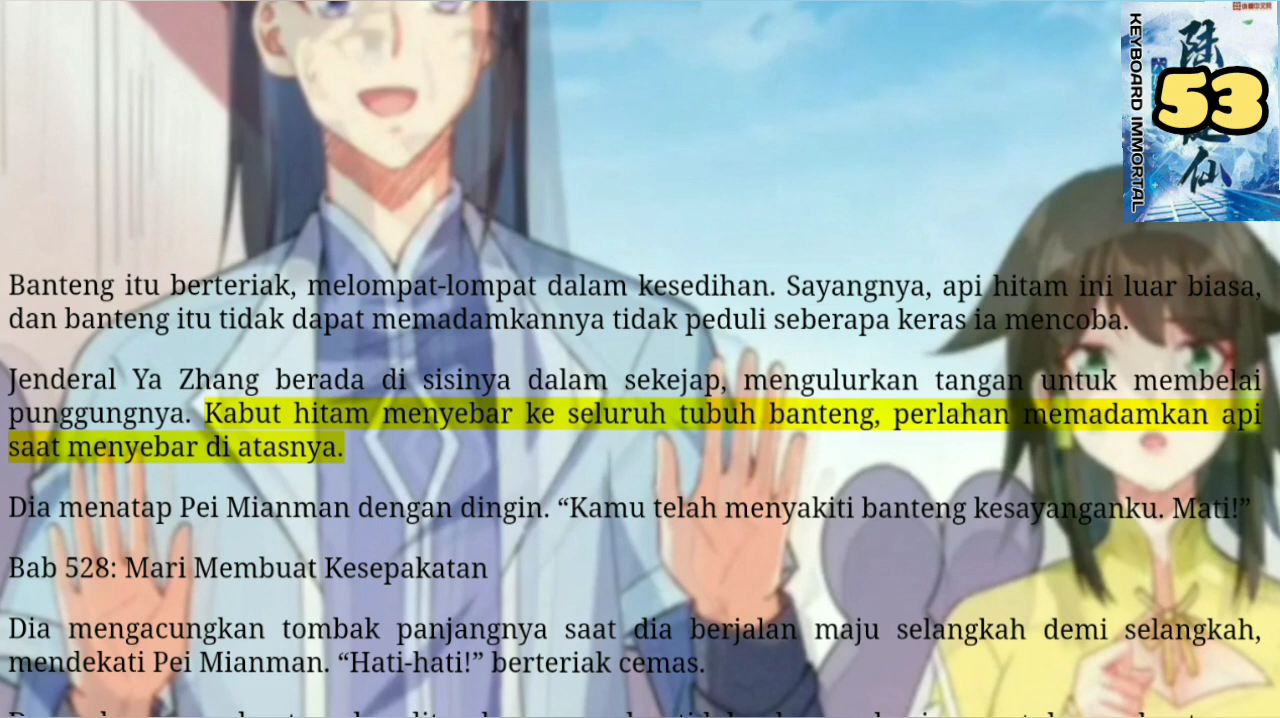 KEYBOARD IMMORTAL
53
仙
Banteng itu berteriak, melompat-lompat dalam kesedihan. Sayangnya, api hitam ini luar biasa,
dan banteng itu tidak dapat memadamkannya tidak peduli seberapa keras ia mencoba.
Jenderal Ya Zhang berada di sisinya dalam sekejap, mengulurkan tangan untuk membelai
punggungnya. Kabut hitam menyebar ke seluruh tubuh banteng, perlahan memadamkan api
saat menyebar di atasnya.
Dia menatap Pei Mianman dengan dingin. “Kamu telah menyakiti banteng kesayanganku. Mati!”
Bab 528: Mari Membuat Kesepakatan
Dia mengacungkan tombak panjangnya saat dia berjalan maju selangkah demi selangkah,
mendekati Pei Mianman. “Hati-hati!” berteriak cemas.